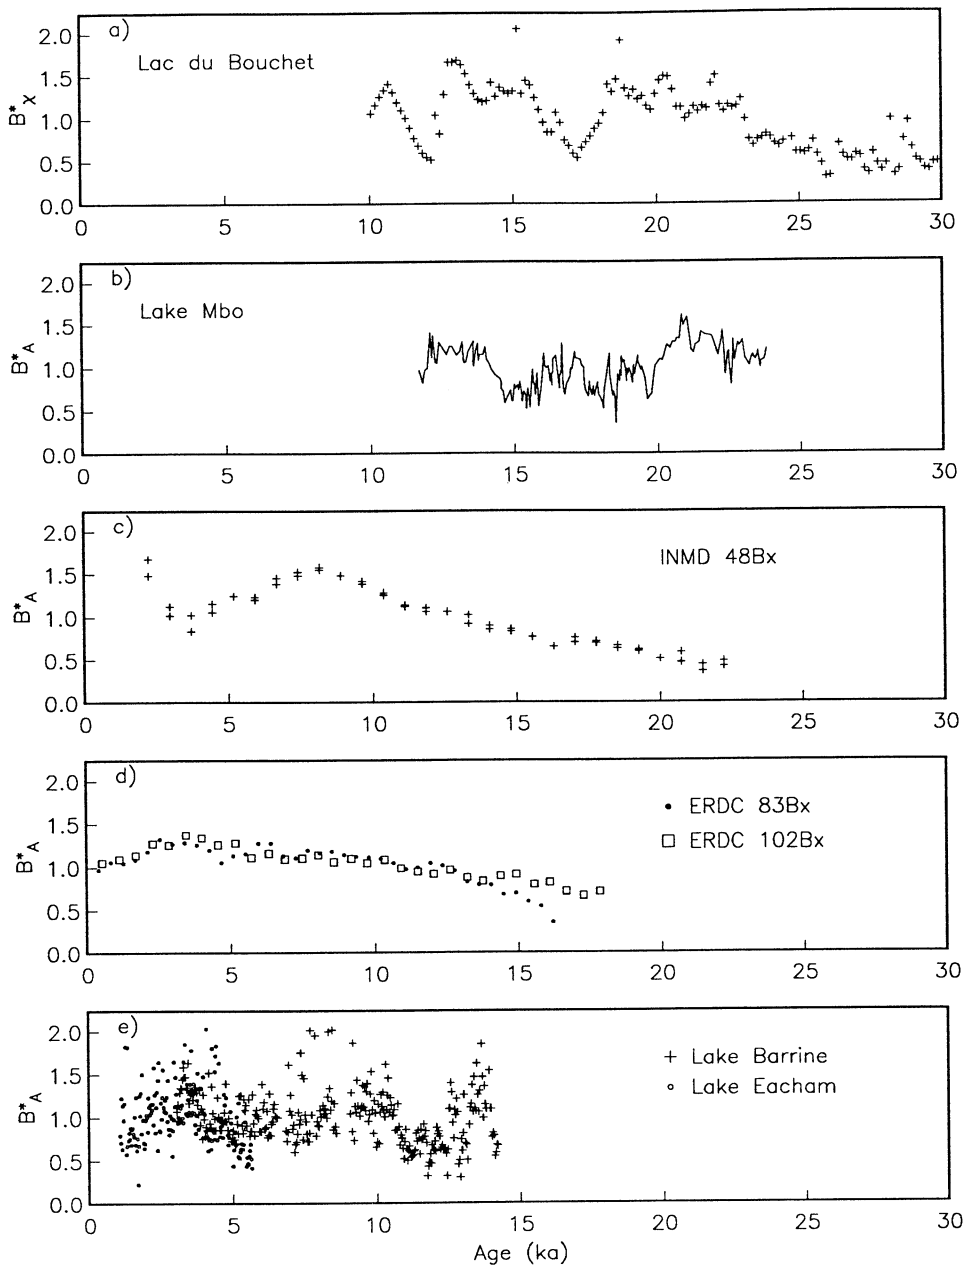 a)
Lac du Bouchet
B*χ
2.0
1.5
1.0
0.5
0.0
0 5 10 15 20 25 30
b)
Lake Mbo
B*A
2.0
1.5
1.0
0.5
0.0
0 5 10 15 20 25 30
c)
INMD 48Bx
B*A
2.0
1.5
1.0
0.5
0.0
0 5 10 15 20 25 30
d)
ERDC 83Bx
ERDC 102Bx
B*A
2.0
1.5
1.0
0.5
0.0
0 5 10 15 20 25 30
e)
Lake Barrine
Lake Eacham
B*A
2.0
1.5
1.0
0.5
0.0
0 5 10 15 20 25 30
Age (ka)